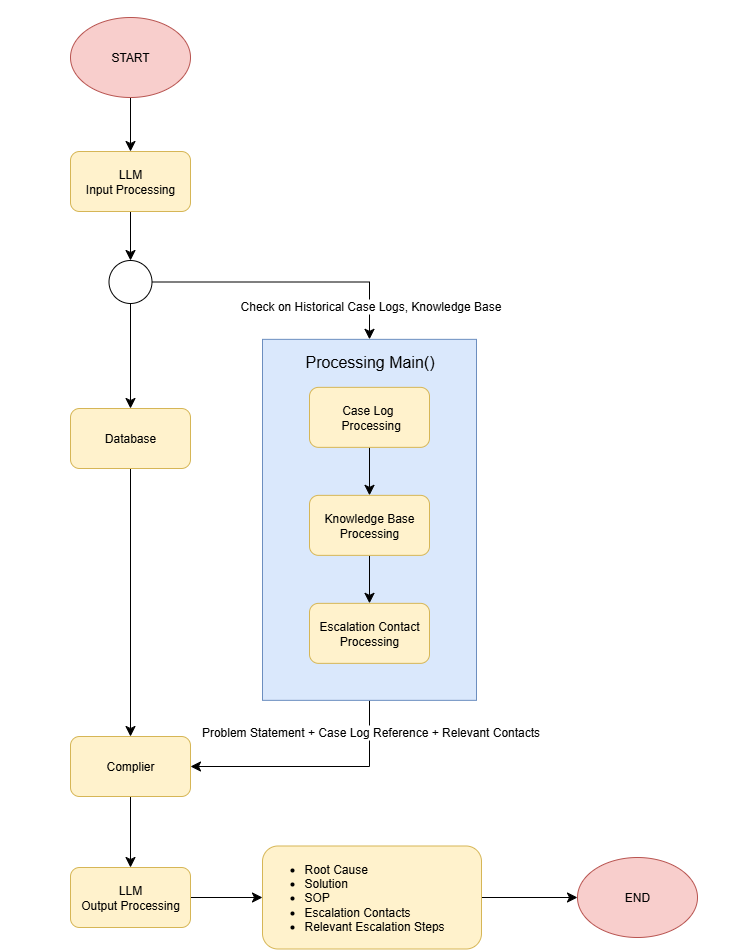 START
LLM
Input Processing
Check on Historical Case Logs, Knowledge Base
Processing Main()
Case Log
Processing
Database
Knowledge Base
Processing
Escalation Contact
Processing
Problem Statement + Case Log Reference + Relevant Contacts
Complier
LLM
Output Processing
Root Cause
Solution
SOP
Escalation Contacts
Relevant Escalation Steps
END